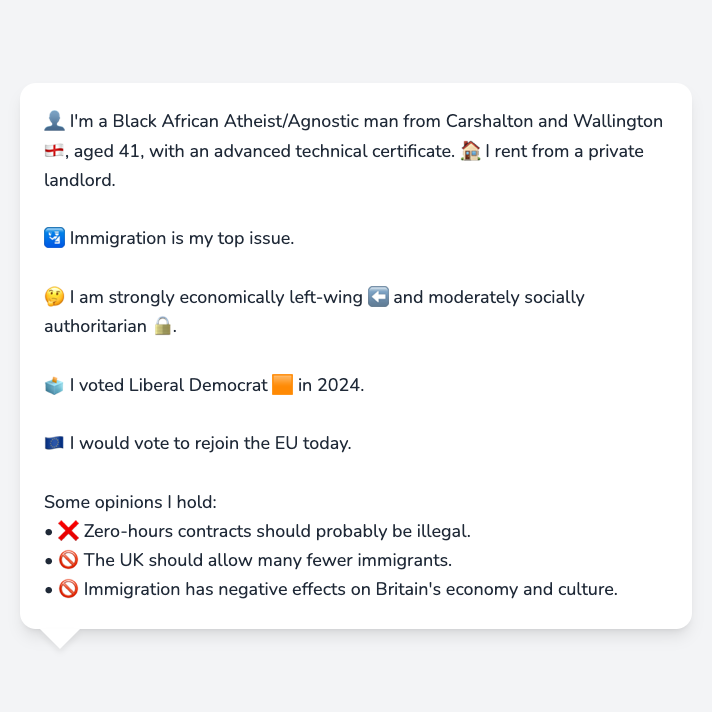 👤 I'm a Black African Atheist/Agnostic man from Carshalton and Wallington
🏴󠁧󠁢󠁥󠁮󠁧󠁿, aged 41, with an advanced technical certificate. 🏠 I rent from a private
landlord.
🛂 Immigration is my top issue.
🤔 I am strongly economically left-wing ⬅️ and moderately socially
authoritarian 🔒.
🗳️ I voted Liberal Democrat 🟧 in 2024.
🇪🇺 I would vote to rejoin the EU today.
Some opinions I hold:
• ❌ Zero-hours contracts should probably be illegal.
• 🚫 The UK should allow many fewer immigrants.
• 🚫 Immigration has negative effects on Britain's economy and culture.